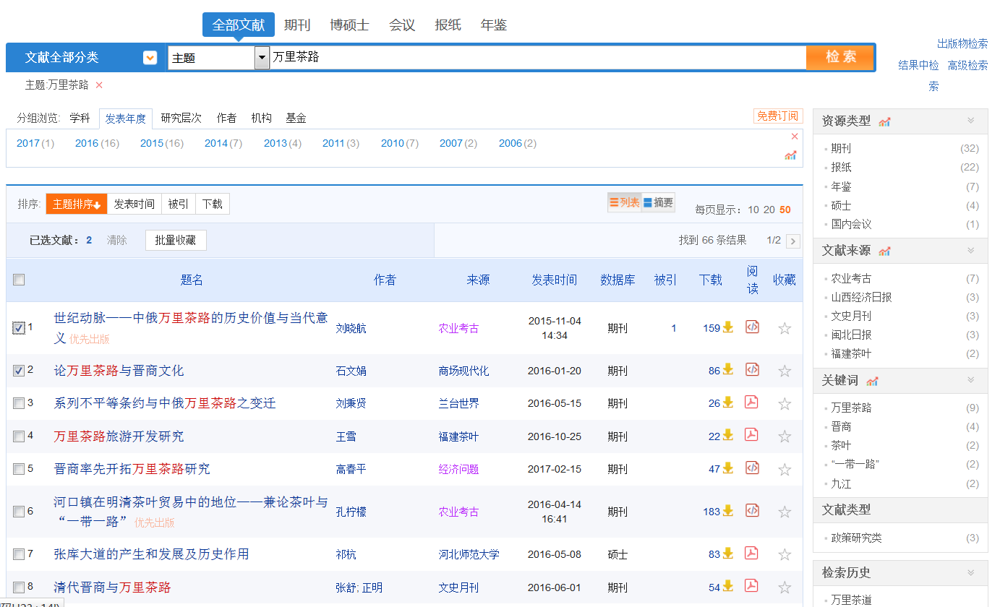 全部文献 期刊 博硕士 会议 报纸 年鉴
文献全部分类 主题 万里茶路 检索
出版物检索
结果中检索 高级检索
主题:万里茶路
分组浏览: 学科 发表年度 研究层次 作者 机构 基金 免费订阅
2017(1) 2016(16) 2015(16) 2014(7) 2013(4) 2011(3) 2010(7) 2007(2) 2006(2)
排序: 主题排序 发表时间 被引 下载 列表 摘要 每页显示: 10 20 50
已选文献: 2 清除 批量收藏 找到 66 条结果 1/2
题名 作者 来源 发表时间 数据库 被引 下载 阅读 收藏
1 世纪动脉——中俄万里茶路的历史价值与当代意义 优先出版 刘晓航 农业考古 2015-11-04 14:34 期刊 1 159
2 论万里茶路与晋商文化 石文娟 商场现代化 2016-01-20 期刊 86
3 系列不平等条约与中俄万里茶路之变迁 刘秉贤 兰台世界 2016-05-15 期刊 26
4 万里茶路旅游开发研究 王雪 福建茶叶 2016-10-25 期刊 22
5 晋商率先开拓万里茶路研究 高春平 经济问题 2017-02-15 期刊 47
6 河口镇在明清茶叶贸易中的地位——兼论茶叶与“一带一路” 优先出版 孔柠檬 农业考古 2016-04-14 16:41 期刊 183
7 张库大道的产生和发展及历史作用 祁杭 河北师范大学 2016-05-08 硕士 83
8 清代晋商与万里茶路 张舒; 正明 文史月刊 2016-06-01 期刊 54
资源类型
期刊 (32)
报纸 (22)
年鉴 (7)
硕士 (4)
国内会议 (1)
文献来源
农业考古 (7)
山西经济日报 (3)
文史月刊 (3)
闽北日报 (3)
福建茶叶 (2)
关键词
万里茶路 (9)
晋商 (4)
茶叶 (2)
“一带一路” (2)
九江 (2)
文献类型
政策研究类 (3)
检索历史
万里茶道